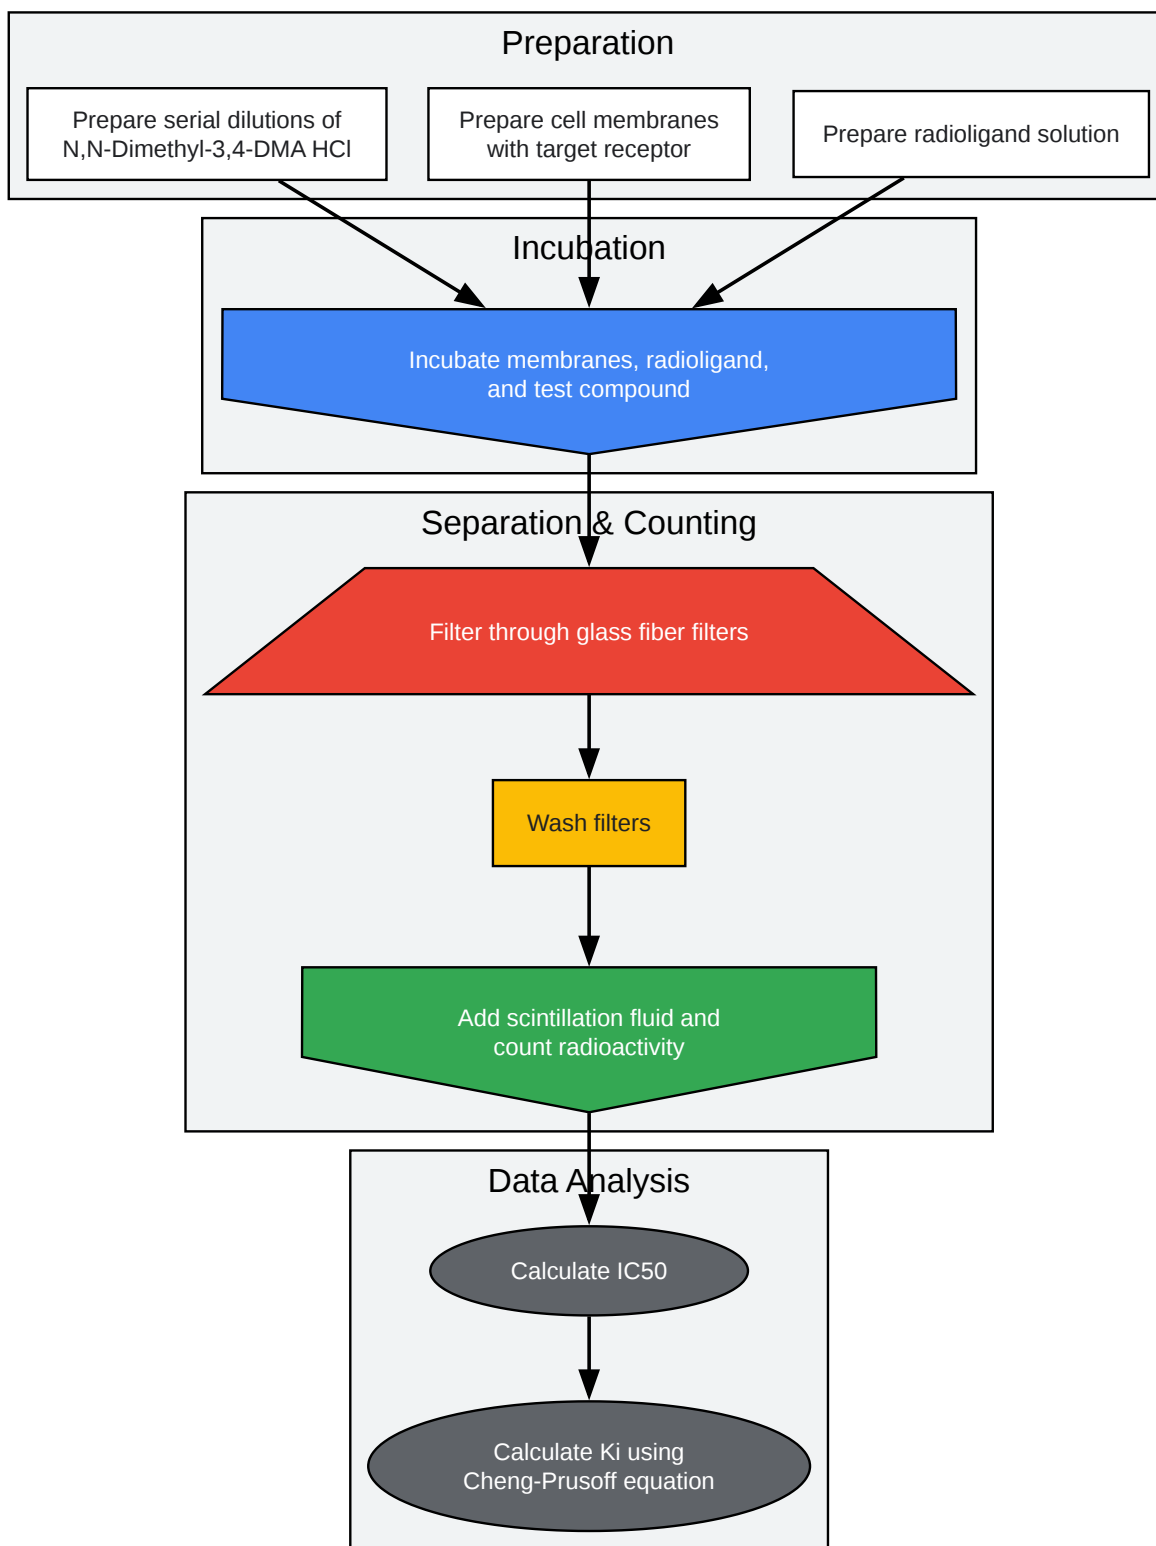 Preparation
Prepare serial dilutions of
N,N-Dimethyl-3,4-DMA HCl
Prepare cell membranes
with target receptor
Prepare radioligand solution
Incubation
Incubate membranes, radioligand,
and test compound
Separation & Counting
Filter through glass fiber filters
Wash filters
Add scintillation fluid and
count radioactivity
Data Analysis
Calculate IC50
Calculate Ki using
Cheng-Prusoff equation